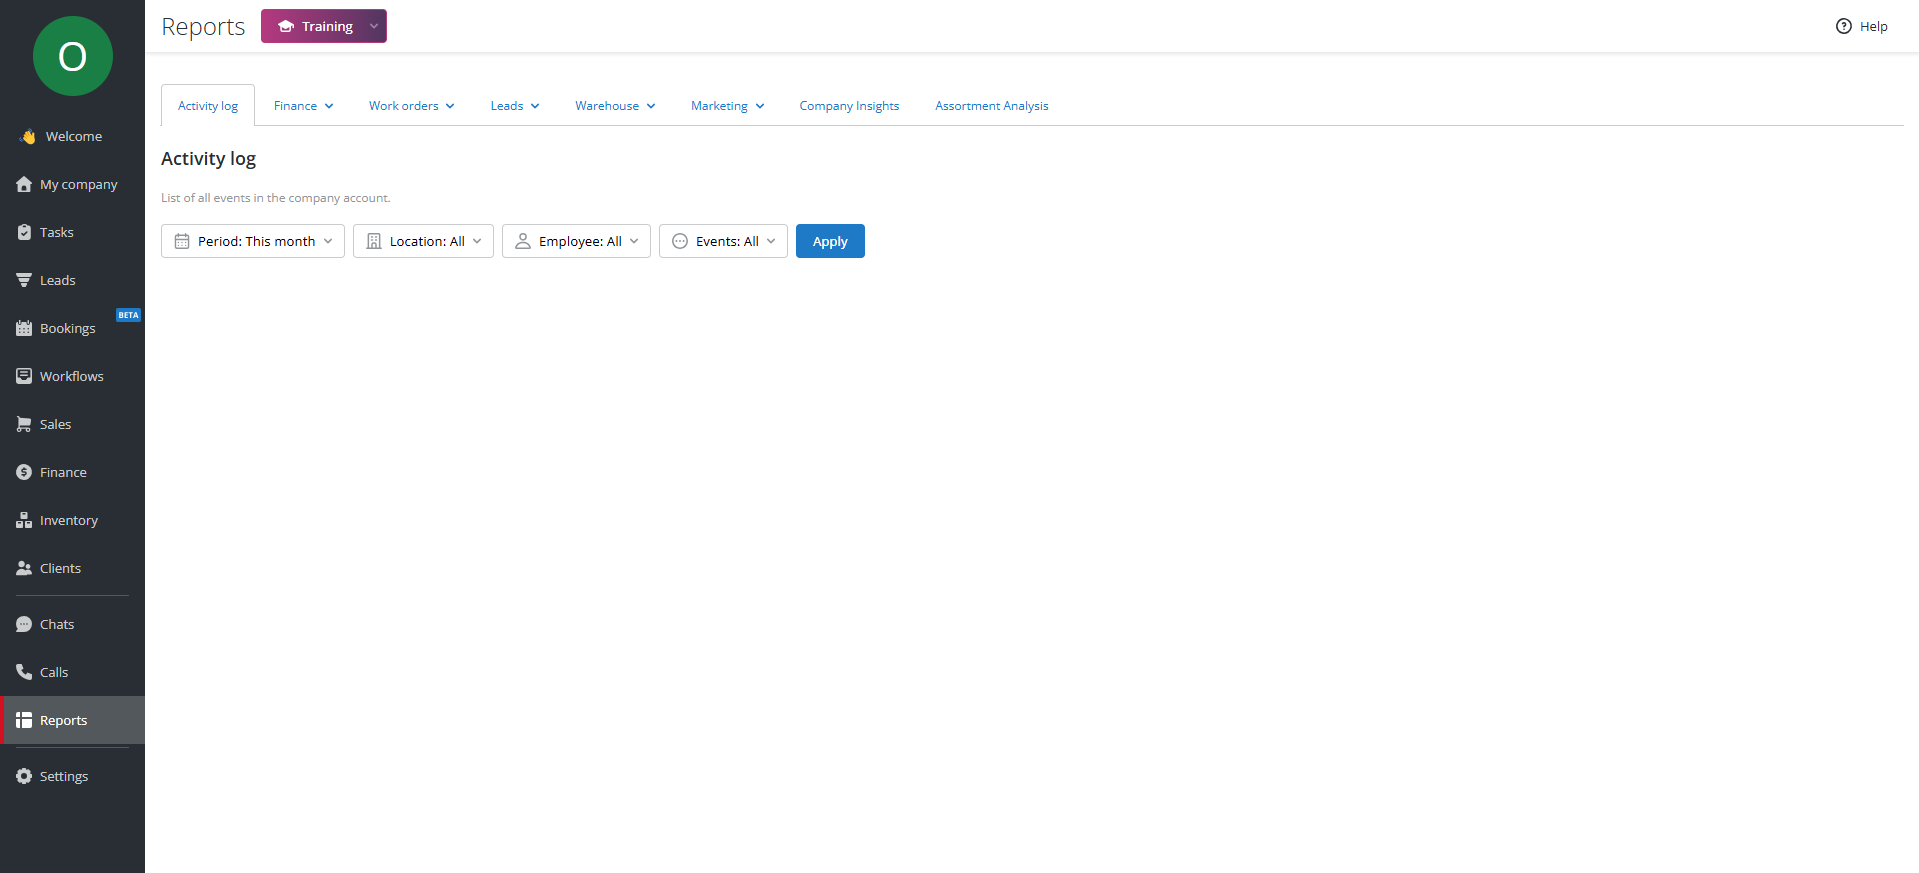 O
Reports
Training
Help
Welcome
My company
Tasks
Leads
Bookings
BETA
Workflows
Sales
Finance
Inventory
Clients
Chats
Calls
Reports
Settings
Activity log
Finance
Work orders
Leads
Warehouse
Marketing
Company Insights
Assortment Analysis
Activity log
List of all events in the company account.
Period: This month
Location: All
Employee: All
Events: All
Apply